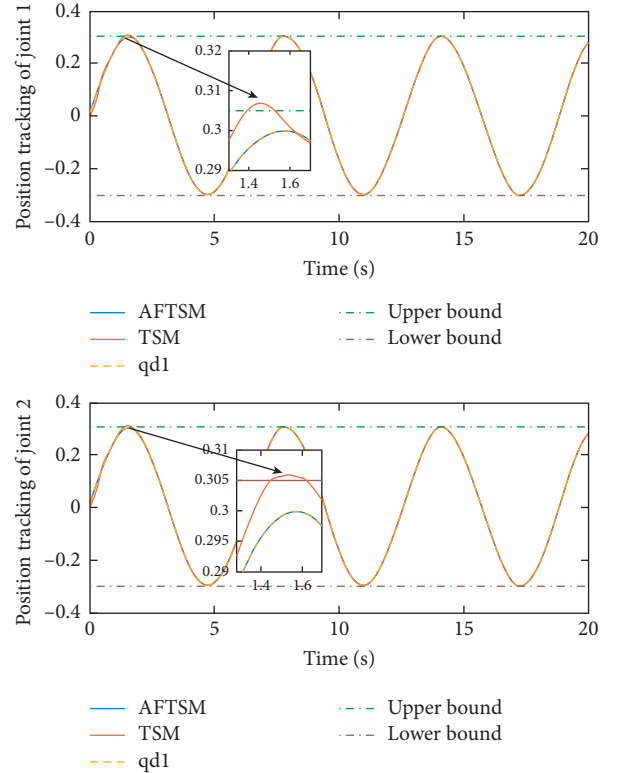 Position tracking of joint 1
0.4
0.2
0
−0.2
−0.4
0.32
0.31
0.3
0.29
1.4
1.6
0
5
10
15
20
Time (s)
AFTSM
TSM
qd1
Upper bound
Lower bound
Position tracking of joint 2
0.4
0.2
0
−0.2
−0.4
0.31
0.305
0.3
0.295
0.29
1.4
1.6
0
5
10
15
20
Time (s)
AFTSM
TSM
qd1
Upper bound
Lower bound